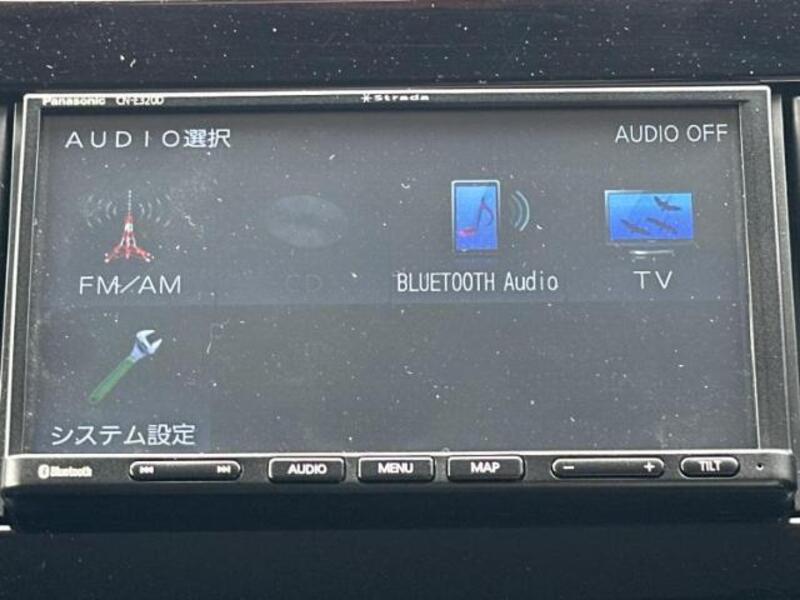 Panasonic CN-E320D Strada
AUDIO選択 AUDIO OFF
FM/AM CD BLUETOOTH Audio TV
システム設定
Bluetooth AUDIO MENU MAP − + TILT